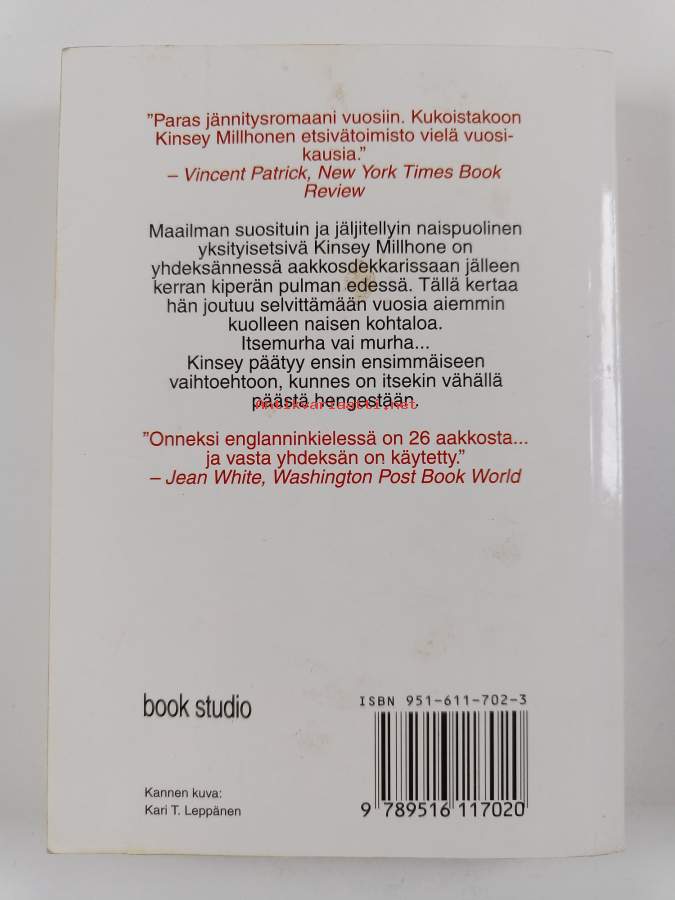 ”Paras jännitysromaani vuosiin. Kukoistakoon
Kinsey Millhonen etsivätoimisto vielä vuosi-
kausia.”
– Vincent Patrick, New York Times Book
Review
Maailman suosituin ja jäljitellyin naispuolinen
yksityisetsivä Kinsey Millhone on
yhdeksännessä aakkosdekkarissaan jälleen
kerran kiperän pulman edessä. Tällä kertaa
hän joutuu selvittämään vuosia aiemmin
kuolleen naisen kohtaloa.
Itsemurha vai murha...
Kinsey päätyy ensin ensimmäiseen
vaihtoehtoon, kunnes on itsekin vähällä
päästä hengestään.
Antikvariaatti.net
”Onneksi englanninkielessä on 26 aakkosta...
ja vasta yhdeksän on käytetty.”
– Jean White, Washington Post Book World
book studio
ISBN 951-611-702-3
9 789516 117020
Kannen kuva:
Kari T. Leppänen